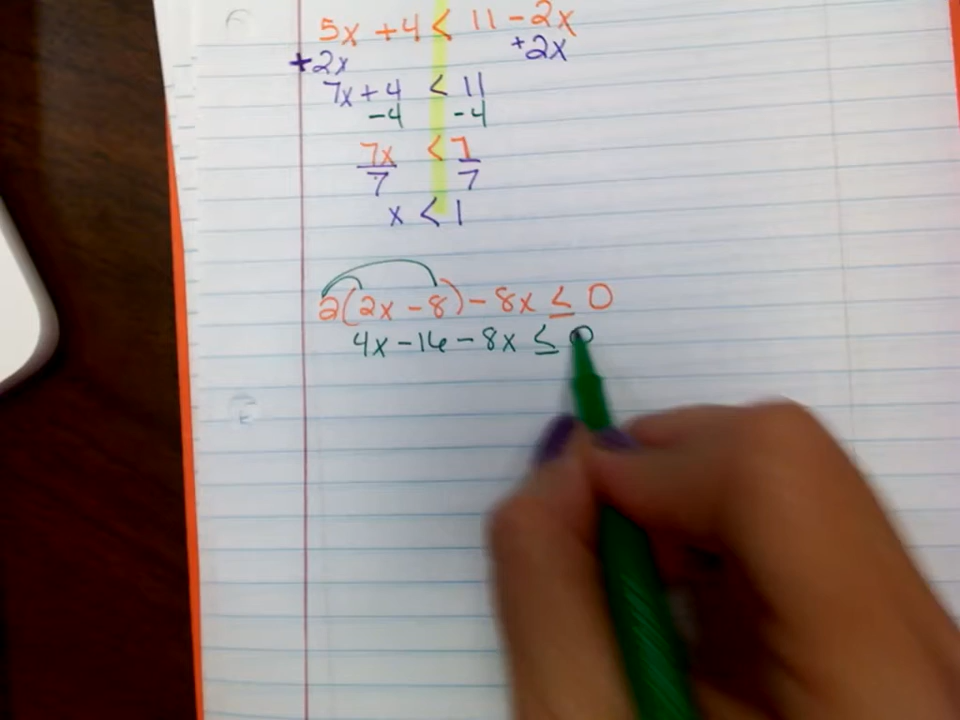 5x + 4 < 11 - 2x
+2x +2x
7x + 4 < 11
-4 -4
7x < 7
7 7
x < 1
2(2x - 8) - 8x ≤ 0
4x - 16 - 8x ≤ 0